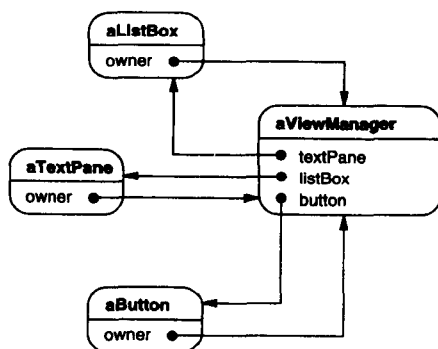 aListBox
owner
aViewManager
textPane
listBox
button
aTextPane
owner
aButton
owner